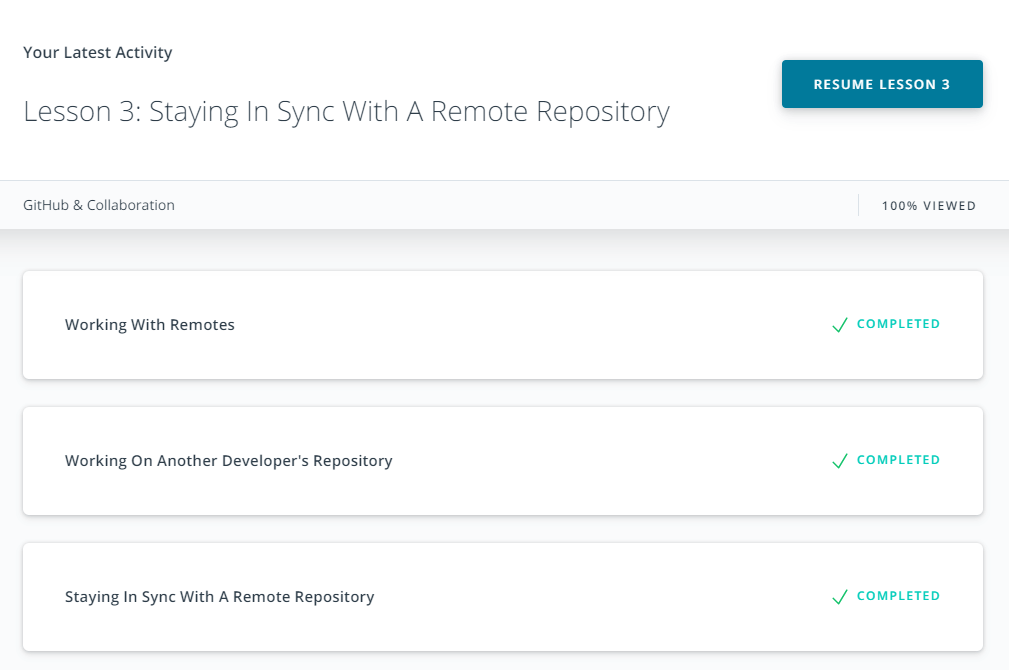 Your Latest Activity
RESUME LESSON 3
Lesson 3: Staying In Sync With A Remote Repository
GitHub & Collaboration
100% VIEWED
Working With Remotes
COMPLETED
Working On Another Developer's Repository
COMPLETED
Staying In Sync With A Remote Repository
COMPLETED